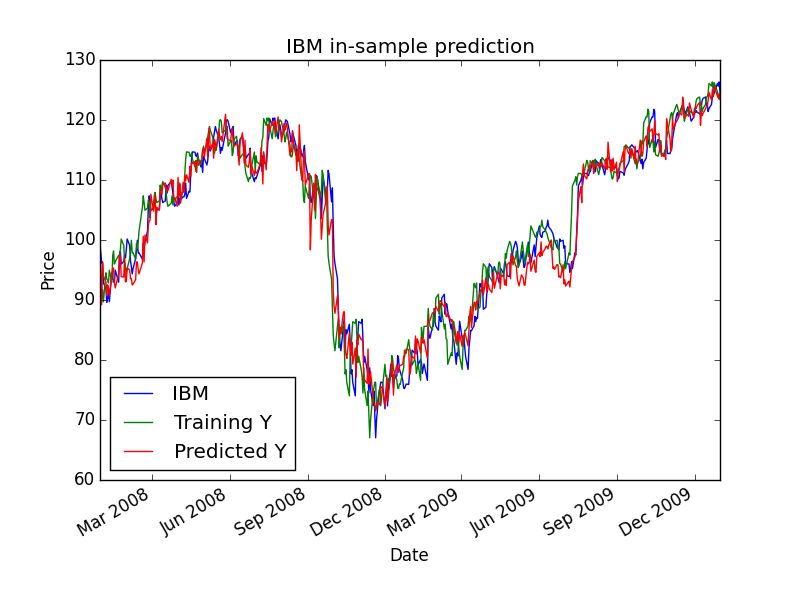 IBM in-sample prediction
130
120
110
100
90
80
70
60
Price
IBM
Training Y
Predicted Y
Mar 2008
Jun 2008
Sep 2008
Dec 2008
Mar 2009
Jun 2009
Sep 2009
Dec 2009
Date